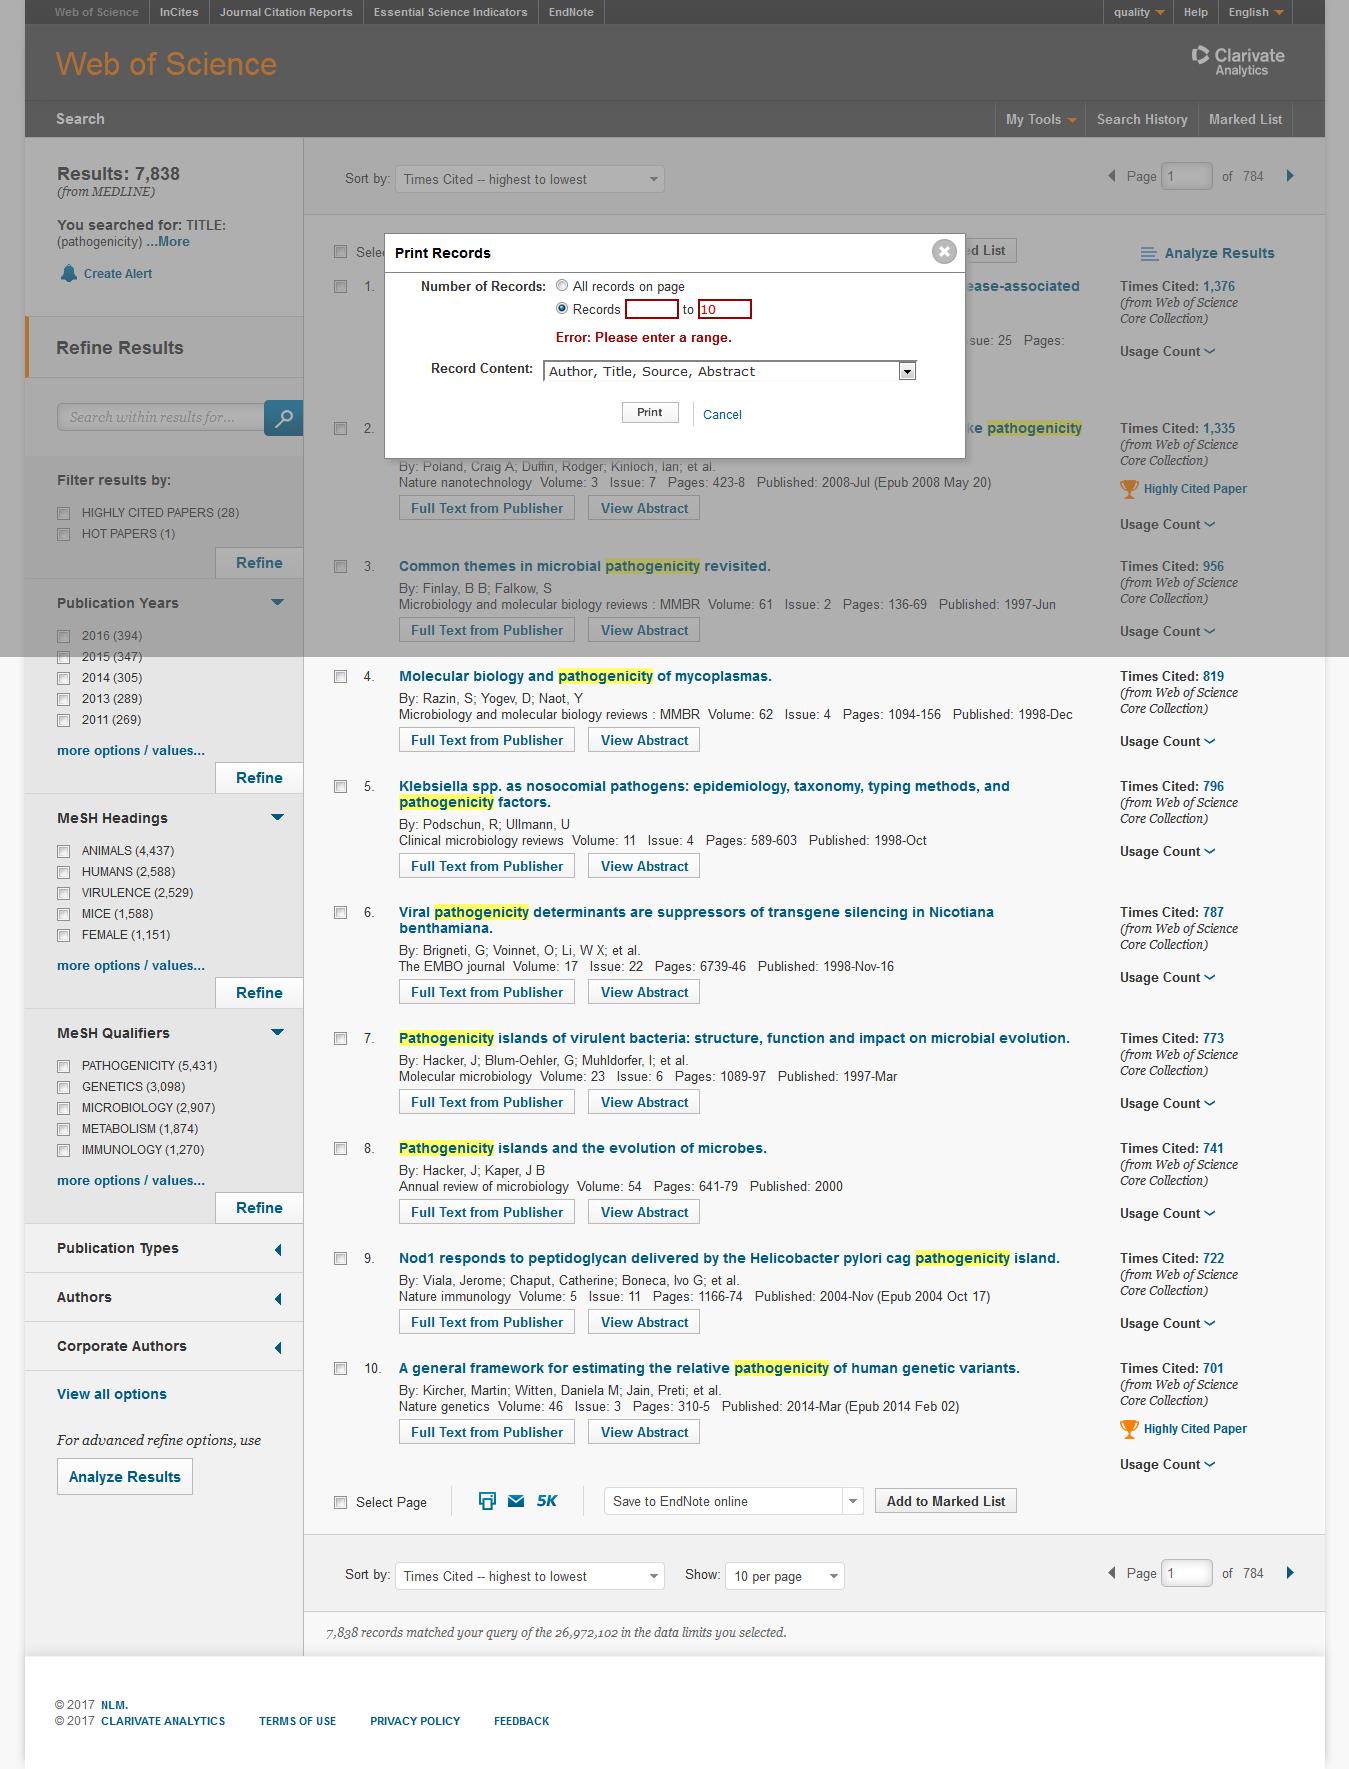 Web of Science InCites Journal Citation Reports Essential Science Indicators EndNote quality Help English
Web of Science
Clarivate
Analytics
Search My Tools Search History Marked List
Results: 7,838
(from MEDLINE)
You searched for: TITLE:
(pathogenicity) ...More
Create Alert
Refine Results
Search within results for...
Filter results by:
HIGHLY CITED PAPERS (28)
HOT PAPERS (1)
Refine
Publication Years
2016 (394)
2015 (347)
2014 (305)
2013 (289)
2011 (269)
more options / values...
Refine
MeSH Headings
ANIMALS (4,437)
HUMANS (2,588)
VIRULENCE (2,529)
MICE (1,588)
FEMALE (1,151)
more options / values...
Refine
MeSH Qualifiers
PATHOGENICITY (5,431)
GENETICS (3,098)
MICROBIOLOGY (2,907)
METABOLISM (1,874)
IMMUNOLOGY (1,270)
more options / values...
Refine
Publication Types
Authors
Corporate Authors
View all options
For advanced refine options, use
Analyze Results
Sort by: Times Cited -- highest to lowest
Page 1 of 784
Analyze Results
Print Records
Number of Records: All records on page
Records to 10
Error: Please enter a range.
Record Content: Author, Title, Source, Abstract
Print Cancel
1.
ease-associated
sue: 25 Pages:
Times Cited: 1,376
(from Web of Science
Core Collection)
Usage Count
2.
ke pathogenicity
By: Poland, Craig A; Duffin, Rodger; Kinloch, Ian; et al.
Nature nanotechnology Volume: 3 Issue: 7 Pages: 423-8 Published: 2008-Jul (Epub 2008 May 20)
Full Text from Publisher View Abstract
Times Cited: 1,335
(from Web of Science
Core Collection)
Highly Cited Paper
Usage Count
3. Common themes in microbial pathogenicity revisited.
By: Finlay, B B; Falkow, S
Microbiology and molecular biology reviews : MMBR Volume: 61 Issue: 2 Pages: 136-69 Published: 1997-Jun
Full Text from Publisher View Abstract
Times Cited: 956
(from Web of Science
Core Collection)
Usage Count
4. Molecular biology and pathogenicity of mycoplasmas.
By: Razin, S; Yogev, D; Naot, Y
Microbiology and molecular biology reviews : MMBR Volume: 62 Issue: 4 Pages: 1094-156 Published: 1998-Dec
Full Text from Publisher View Abstract
Times Cited: 819
(from Web of Science
Core Collection)
Usage Count
5. Klebsiella spp. as nosocomial pathogens: epidemiology, taxonomy, typing methods, and
pathogenicity factors.
By: Podschun, R; Ullmann, U
Clinical microbiology reviews Volume: 11 Issue: 4 Pages: 589-603 Published: 1998-Oct
Full Text from Publisher View Abstract
Times Cited: 796
(from Web of Science
Core Collection)
Usage Count
6. Viral pathogenicity determinants are suppressors of transgene silencing in Nicotiana
benthamiana.
By: Brigneti, G; Voinnet, O; Li, W X; et al.
The EMBO journal Volume: 17 Issue: 22 Pages: 6739-46 Published: 1998-Nov-16
Full Text from Publisher View Abstract
Times Cited: 787
(from Web of Science
Core Collection)
Usage Count
7. Pathogenicity islands of virulent bacteria: structure, function and impact on microbial evolution.
By: Hacker, J; Blum-Oehler, G; Muhldorfer, I; et al.
Molecular microbiology Volume: 23 Issue: 6 Pages: 1089-97 Published: 1997-Mar
Full Text from Publisher View Abstract
Times Cited: 773
(from Web of Science
Core Collection)
Usage Count
8. Pathogenicity islands and the evolution of microbes.
By: Hacker, J; Kaper, J B
Annual review of microbiology Volume: 54 Pages: 641-79 Published: 2000
Full Text from Publisher View Abstract
Times Cited: 741
(from Web of Science
Core Collection)
Usage Count
9. Nod1 responds to peptidoglycan delivered by the Helicobacter pylori cag pathogenicity island.
By: Viala, Jerome; Chaput, Catherine; Boneca, Ivo G; et al.
Nature immunology Volume: 5 Issue: 11 Pages: 1166-74 Published: 2004-Nov (Epub 2004 Oct 17)
Full Text from Publisher View Abstract
Times Cited: 722
(from Web of Science
Core Collection)
Usage Count
10. A general framework for estimating the relative pathogenicity of human genetic variants.
By: Kircher, Martin; Witten, Daniela M; Jain, Preti; et al.
Nature genetics Volume: 46 Issue: 3 Pages: 310-5 Published: 2014-Mar (Epub 2014 Feb 02)
Full Text from Publisher View Abstract
Times Cited: 701
(from Web of Science
Core Collection)
Highly Cited Paper
Usage Count
Select Page 5K Save to EndNote online Add to Marked List
Sort by: Times Cited -- highest to lowest Show: 10 per page Page 1 of 784
7,838 records matched your query of the 26,972,102 in the data limits you selected.
© 2017 NLM.
© 2017 CLARIVATE ANALYTICS TERMS OF USE PRIVACY POLICY FEEDBACK